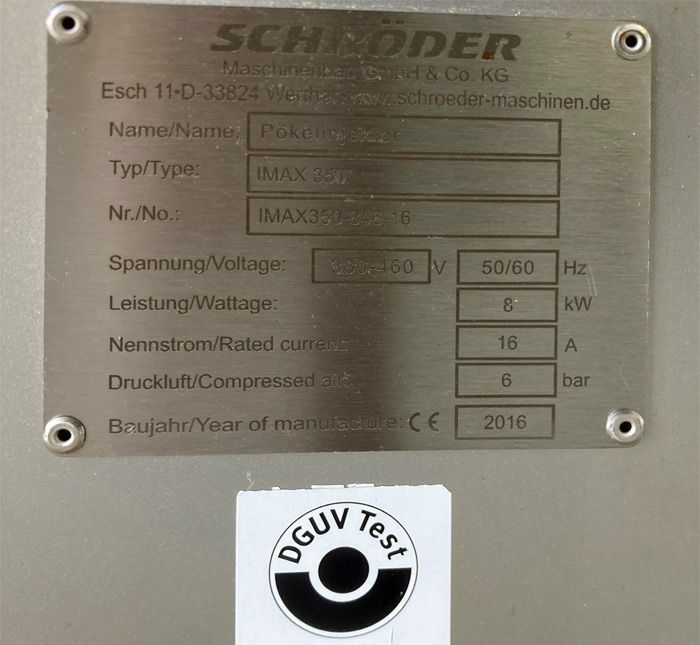 SCHRÖDER
Maschinenbau GmbH & Co. KG
Esch 11•D-33824 Werther•www.schroeder-maschinen.de
Name/Name: Pökelinjektor
Typ/Type: IMAX 350
Nr./No.: IMAX350-846-16
Spannung/Voltage: 380-460 V 50/60 Hz
Leistung/Wattage: 8 kW
Nennstrom/Rated current: 16 A
Druckluft/Compressed air: 6 bar
Baujahr/Year of manufacture: CE 2016
DGUV Test